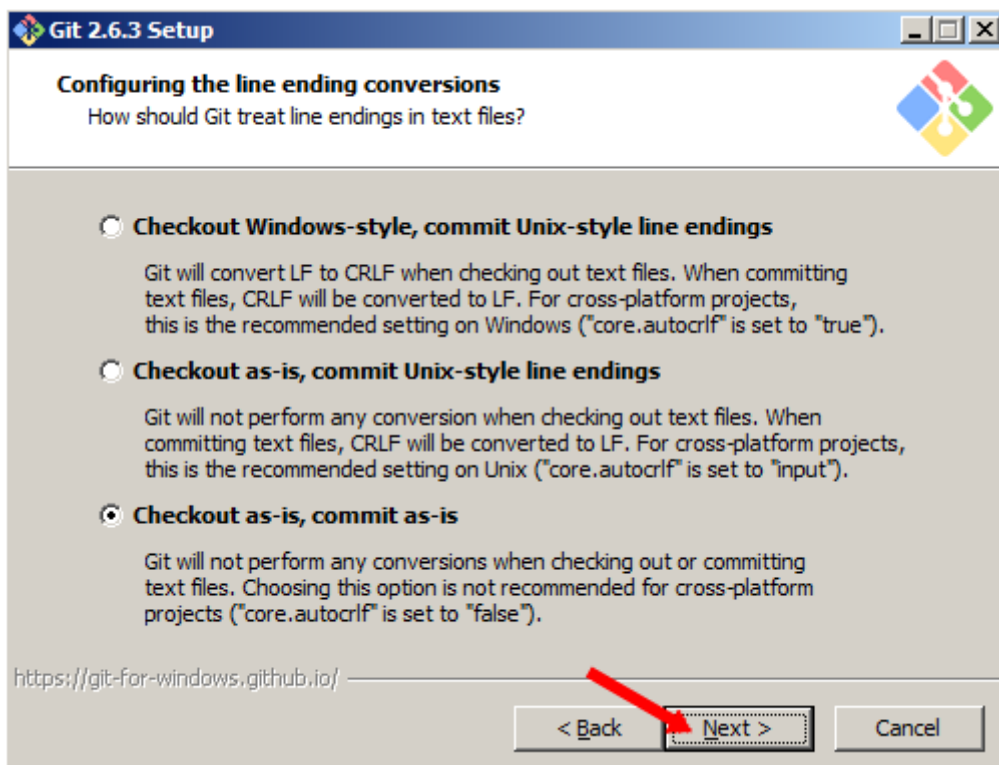 Git 2.6.3 Setup
Configuring the line ending conversions
How should Git treat line endings in text files?
Checkout Windows-style, commit Unix-style line endings
Git will convert LF to CRLF when checking out text files. When committing
text files, CRLF will be converted to LF. For cross-platform projects,
this is the recommended setting on Windows ("core.autocrlf" is set to "true").
Checkout as-is, commit Unix-style line endings
Git will not perform any conversion when checking out text files. When
committing text files, CRLF will be converted to LF. For cross-platform projects,
this is the recommended setting on Unix ("core.autocrlf" is set to "input").
Checkout as-is, commit as-is
Git will not perform any conversions when checking out or committing
text files. Choosing this option is not recommended for cross-platform
projects ("core.autocrlf" is set to "false").
https://git-for-windows.github.io/
< Back Next > Cancel